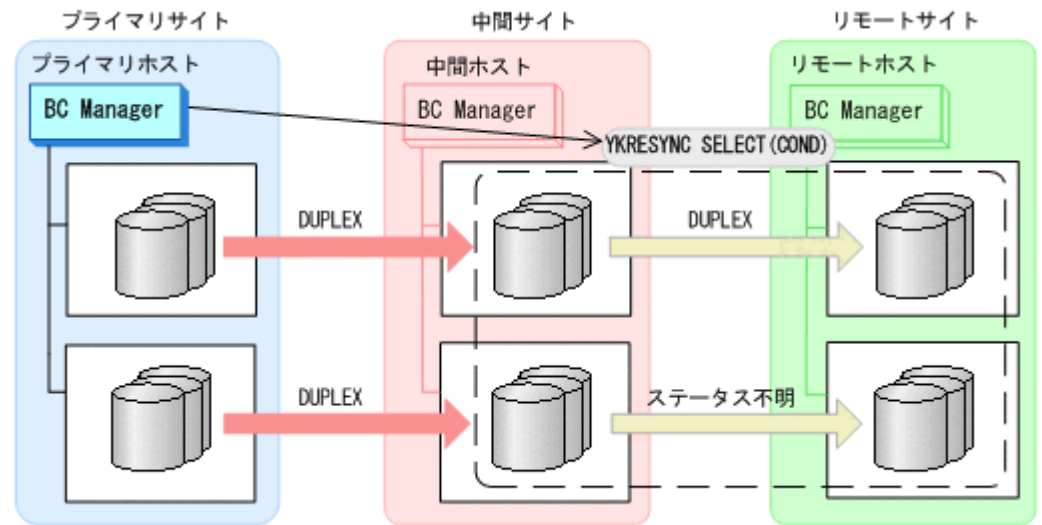 プライマリサイト
中間サイト
リモートサイト
プライマリホスト
中間ホスト
リモートホスト
BC Manager
BC Manager
BC Manager
YKRESYNC SELECT(COND)
DUPLEX
DUPLEX
DUPLEX
ステータス不明